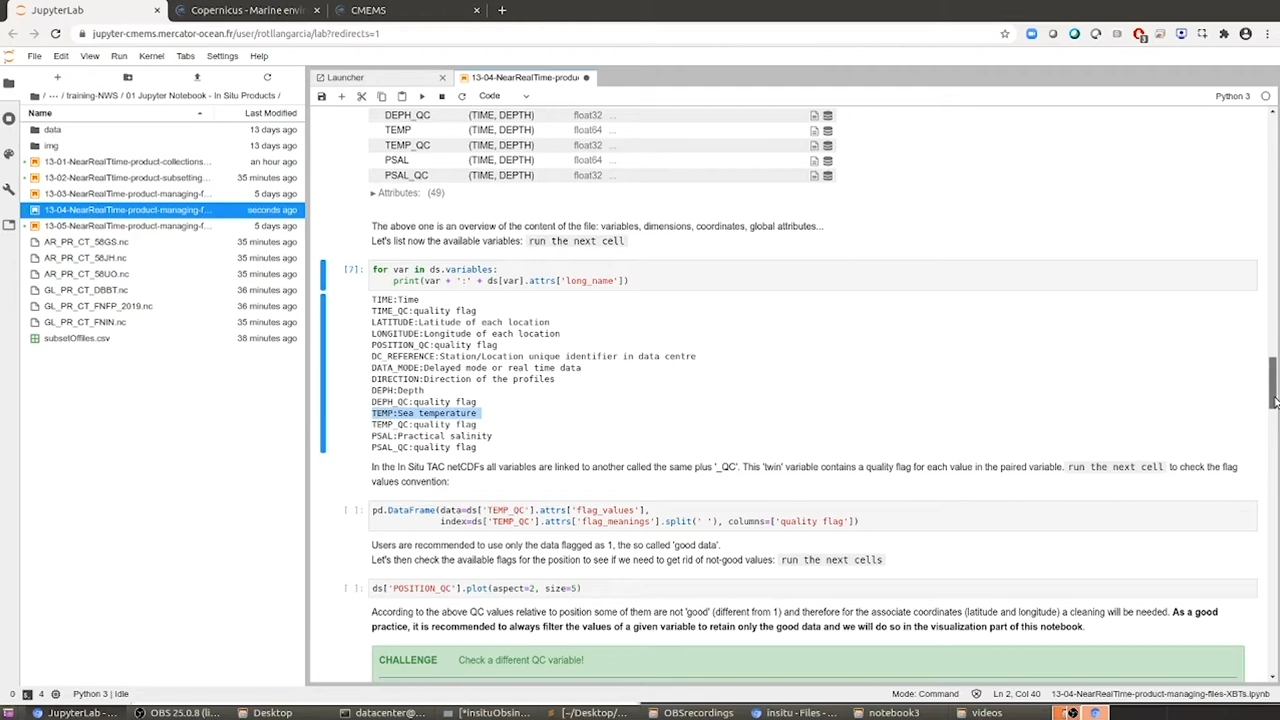 JupyterLab
Copernicus - Marine envi
CMEMS
jupyter-cmems.mercator-ocean.fr/user/rotllangarcia/lab?redirects=1
File Edit View Run Kernel Tabs Settings Help
Launcher
13-04-NearRealTime-produ
/ ··· / training-NWS / 01 Jupyter Notebook - In Situ Products /
Code
Python 3
Name Last Modified
data 13 days ago
img 13 days ago
13-01-NearRealTtime-product-collections... an hour ago
13-02-NearRealTime-product-subsetting... 35 minutes ago
13-03-NearRealTime-product-managing-f... 5 days ago
13-04-NearRealTime-product-managing-f... seconds ago
13-05-NearRealTime-product-managing-f... 5 days ago
AR_PR_CT_58GS.nc 35 minutes ago
AR_PR_CT_58JH.nc 35 minutes ago
AR_PR_CT_58UO.nc 35 minutes ago
GL_PR_CT_DBBT.nc 36 minutes ago
GL_PR_CT_FNFP_2019.nc 36 minutes ago
GL_PR_CT_FNIN.nc 35 minutes ago
subsetOffiles.csv 38 minutes ago
DEPH_QC (TIME, DEPTH) float32 ...
TEMP (TIME, DEPTH) float64 ...
TEMP_QC (TIME, DEPTH) float32 ...
PSAL (TIME, DEPTH) float64 ...
PSAL_QC (TIME, DEPTH) float32 ...
Attributes: (49)
The above one is an overview of the content of the file: variables, dimensions, coordinates, global attributes...
Let's list now the available variables: run the next cell
[7]: for var in ds.variables:
print(var + ':' + ds[var].attrs['long_name'])
TIME:Time
TIME_QC:quality flag
LATITUDE:Latitude of each location
LONGITUDE:Longitude of each location
POSITION_QC:quality flag
DC_REFERENCE:Station/Location unique identifier in data centre
DATA_MODE:Delayed mode or real time data
DIRECTION:Direction of the profiles
DEPH:Depth
DEPH_QC:quality flag
TEMP:Sea temperature
TEMP_QC:quality flag
PSAL:Practical salinity
PSAL_QC:quality flag
In the In Situ TAC netCDFs all variables are linked to another called the same plus '_QC'. This 'twin' variable contains a quality flag for each value in the paired variable. run the next cell to check the flag
values convention:
[ ]: pd.DataFrame(data=ds['TEMP_QC'].attrs['flag_values'],
index=ds['TEMP_QC'].attrs['flag_meanings'].split(' '), columns=['quality flag'])
Users are recommended to use only the data flagged as 1, the so called 'good data'.
Let's then check the available flags for the position to see if we need to get rid of not-good values: run the next cells
[ ]: ds['POSITION_QC'].plot(aspect=2, size=5)
According to the above QC values relative to position some of them are not 'good' (different from 1) and therefore for the associate coordinates (latitude and longitude) a cleaning will be needed. As a good
practice, it is recommended to always filter the values of a given variable to retain only the good data and we will do so in the visualization part of this notebook.
CHALLENGE Check a different QC variable!
0 4 Python 3 | Idle Mode: Command Ln 2, Col 40 13-04-NearRealTime-product-managing-files-XBTs.ipynb
JupyterLab - G... OBS 25.0.8 (li... Desktop datacenter@... [*insituObsin... [~/Desktop/... OBSrecordings insitu - Files -... notebook3 videos